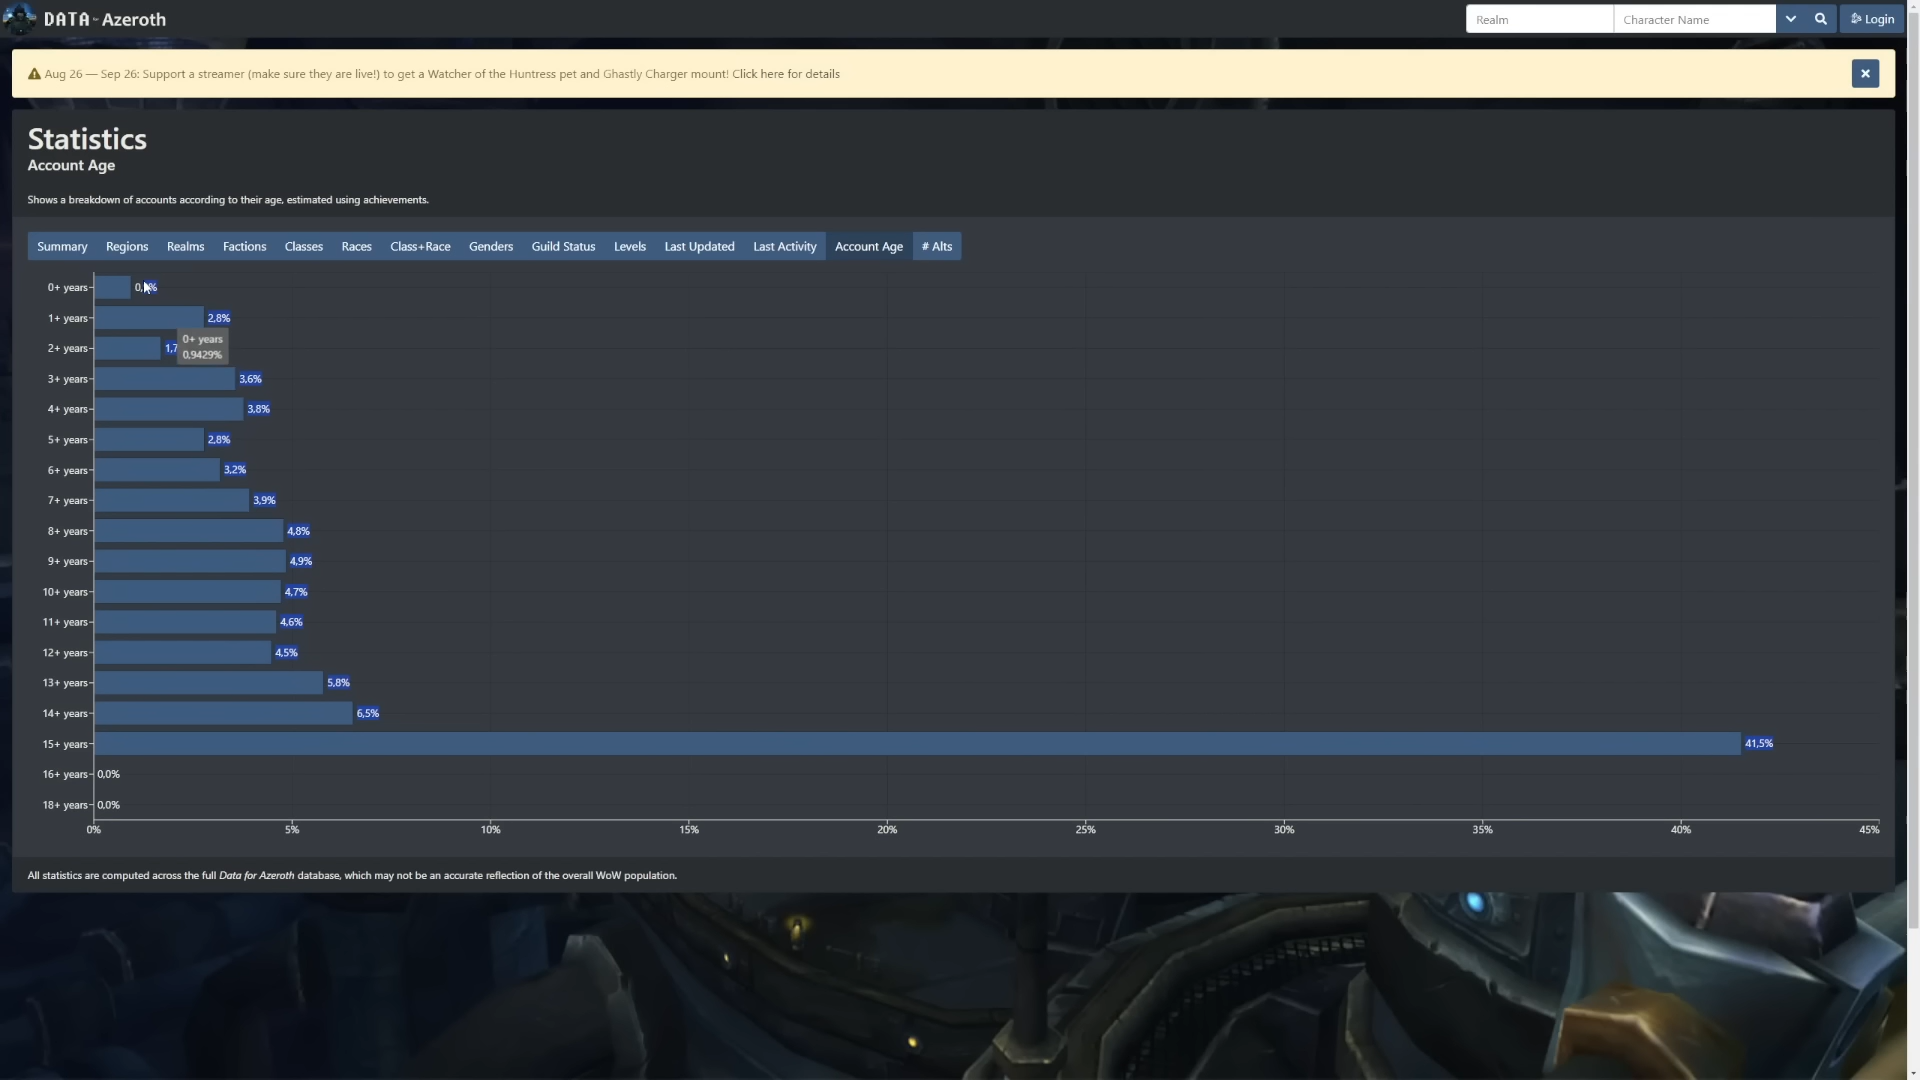 DATA for Azeroth
Realm
Character Name
Login
Aug 26 — Sep 26: Support a streamer (make sure they are live!) to get a Watcher of the Huntress pet and Ghastly Charger mount! Click here for details
Statistics
Account Age
Shows a breakdown of accounts according to their age, estimated using achievements.
Summary Regions Realms Factions Classes Races Class+Race Genders Guild Status Levels Last Updated Last Activity Account Age # Alts
0+ years
1+ years 2,8%
0+ years
0,9429%
2+ years 1,7
3+ years 3,6%
4+ years 3,8%
5+ years 2,8%
6+ years 3,2%
7+ years 3,9%
8+ years 4,8%
9+ years 4,9%
10+ years 4,7%
11+ years 4,6%
12+ years 4,5%
13+ years 5,8%
14+ years 6,5%
15+ years 41,5%
16+ years 0,0%
18+ years 0,0%
0% 5% 10% 15% 20% 25% 30% 35% 40% 45%
All statistics are computed across the full Data for Azeroth database, which may not be an accurate reflection of the overall WoW population.